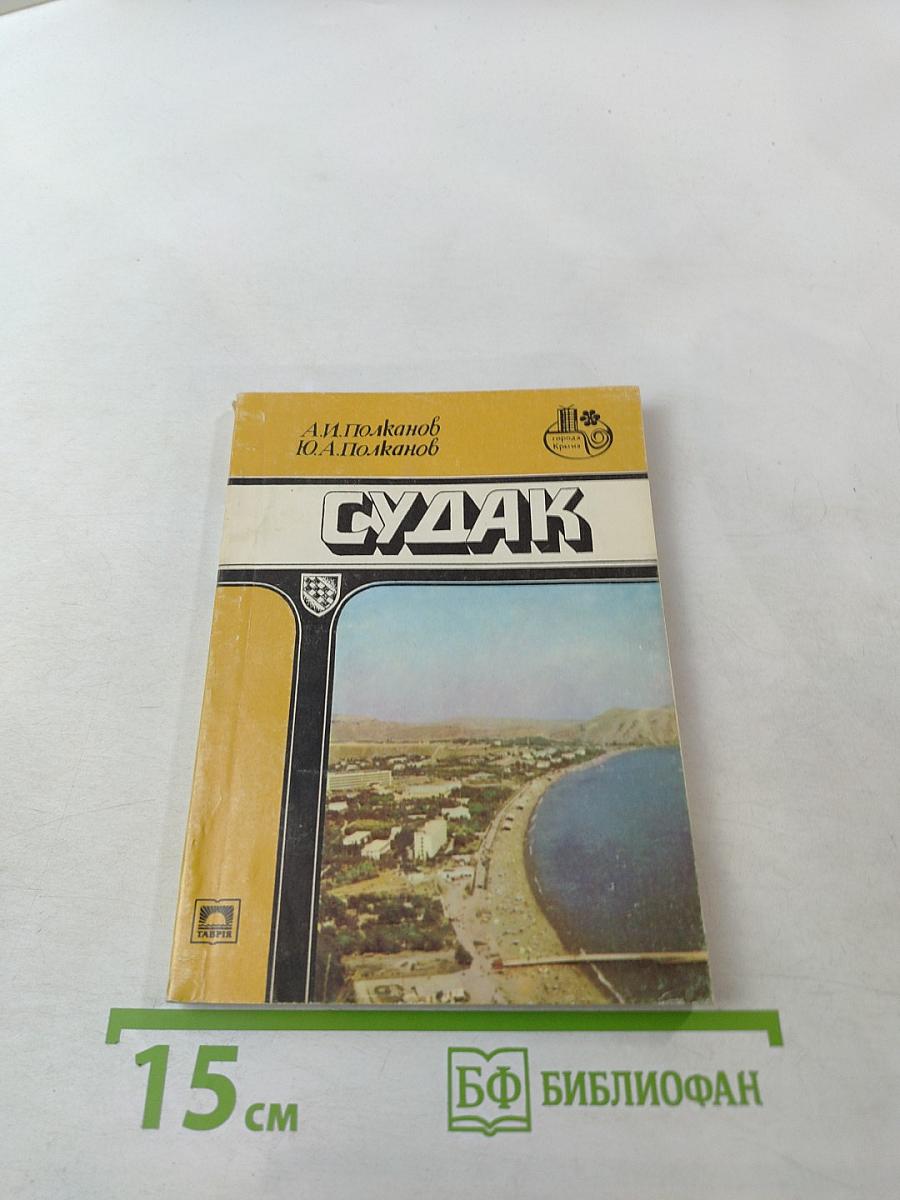 А.И.Полканов
Ю.А.Полканов
города
Крыма
СУДАК
ТАВРІЯ
15 см
БФ БИБЛИОФАН